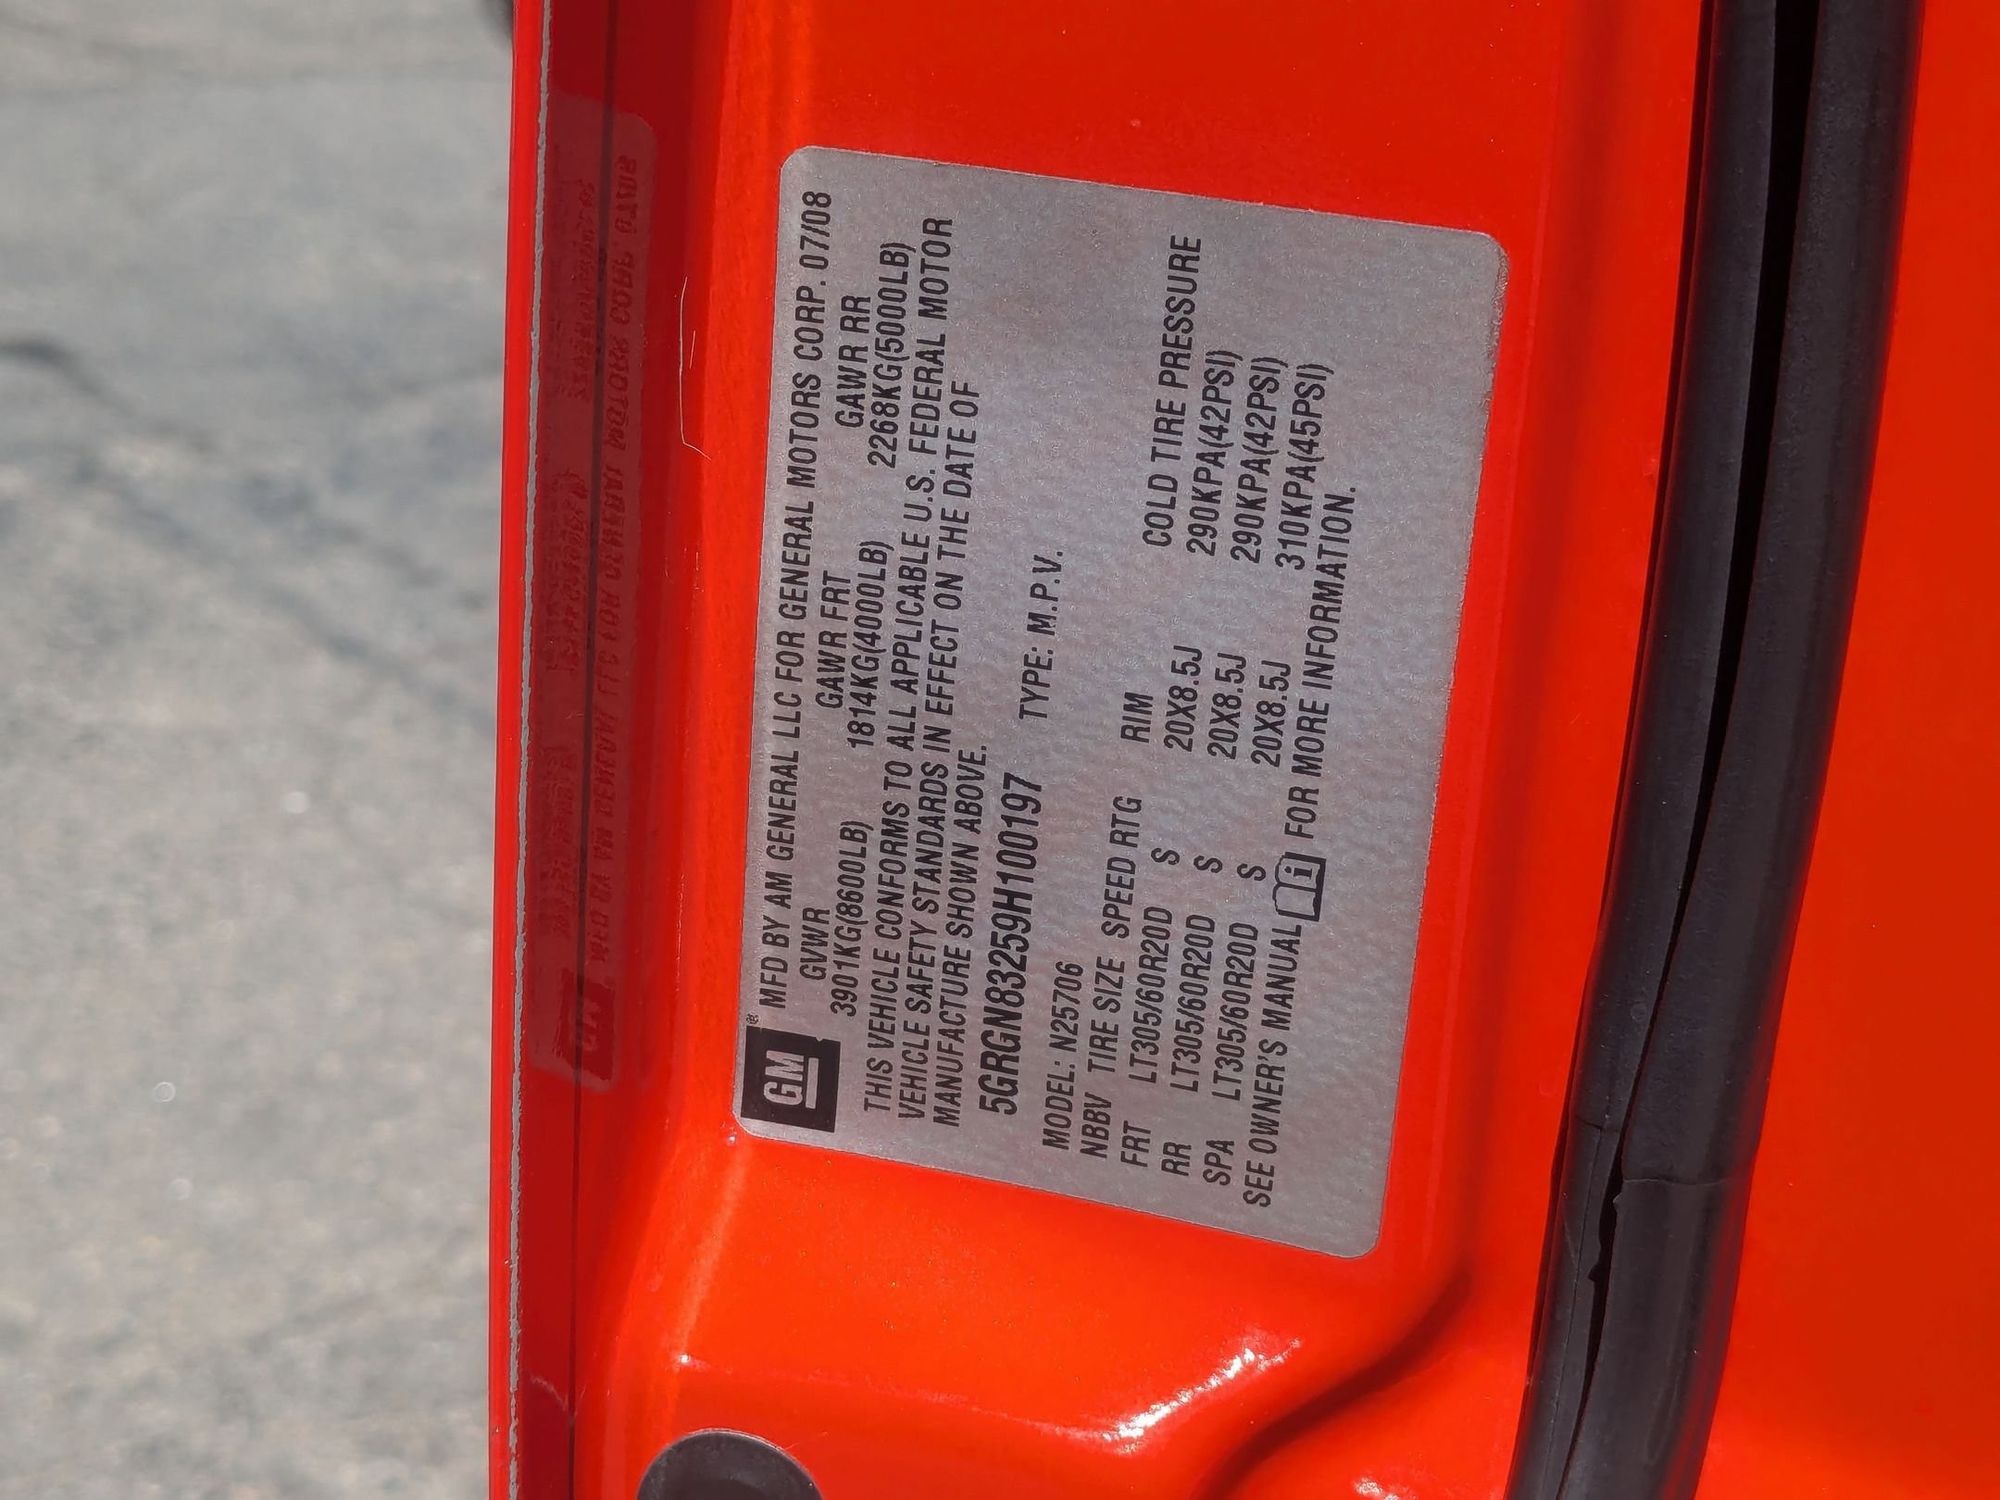 GM ® MFD BY AM GENERAL LLC FOR GENERAL MOTORS CORP. 07/08
GVWR GAWR FRT GAWR RR
3901KG(8600LB) 1814KG(4000LB) 2268KG(5000LB)
THIS VEHICLE CONFORMS TO ALL APPLICABLE U.S. FEDERAL MOTOR
VEHICLE SAFETY STANDARDS IN EFFECT ON THE DATE OF
MANUFACTURE SHOWN ABOVE.
5GRGN83259H100197 TYPE: M.P.V.
MODEL: N25706
NBBV TIRE SIZE SPEED RTG RIM COLD TIRE PRESSURE
FRT LT305/60R20D S 20X8.5J 290KPA(42PSI)
RR LT305/60R20D S 20X8.5J 290KPA(42PSI)
SPA LT305/60R20D S 20X8.5J 310KPA(45PSI)
SEE OWNER'S MANUAL i FOR MORE INFORMATION.